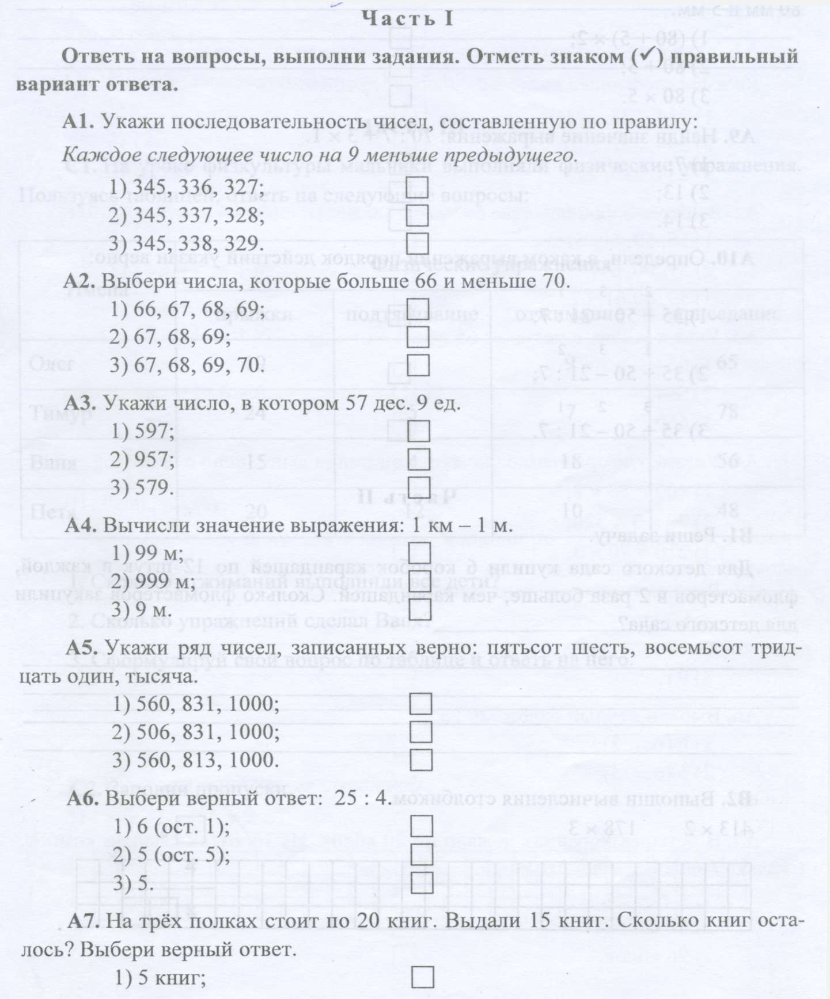 Часть I
Ответь на вопросы, выполни задания. Отметь знаком (✓) правильный
вариант ответа.
А1. Укажи последовательность чисел, составленную по правилу:
Каждое следующее число на 9 меньше предыдущего.
1) 345, 336, 327;
2) 345, 337, 328;
3) 345, 338, 329.
А2. Выбери числа, которые больше 66 и меньше 70.
1) 66, 67, 68, 69;
2) 67, 68, 69;
3) 67, 68, 69, 70.
А3. Укажи число, в котором 57 дес. 9 ед.
1) 597;
2) 957;
3) 579.
А4. Вычисли значение выражения: 1 км – 1 м.
1) 99 м;
2) 999 м;
3) 9 м.
А5. Укажи ряд чисел, записанных верно: пятьсот шесть, восемьсот трид-
цать один, тысяча.
1) 560, 831, 1000;
2) 506, 831, 1000;
3) 560, 813, 1000.
А6. Выбери верный ответ: 25 : 4.
1) 6 (ост. 1);
2) 5 (ост. 5);
3) 5.
А7. На трёх полках стоит по 20 книг. Выдали 15 книг. Сколько книг оста-
лось? Выбери верный ответ.
1) 5 книг;